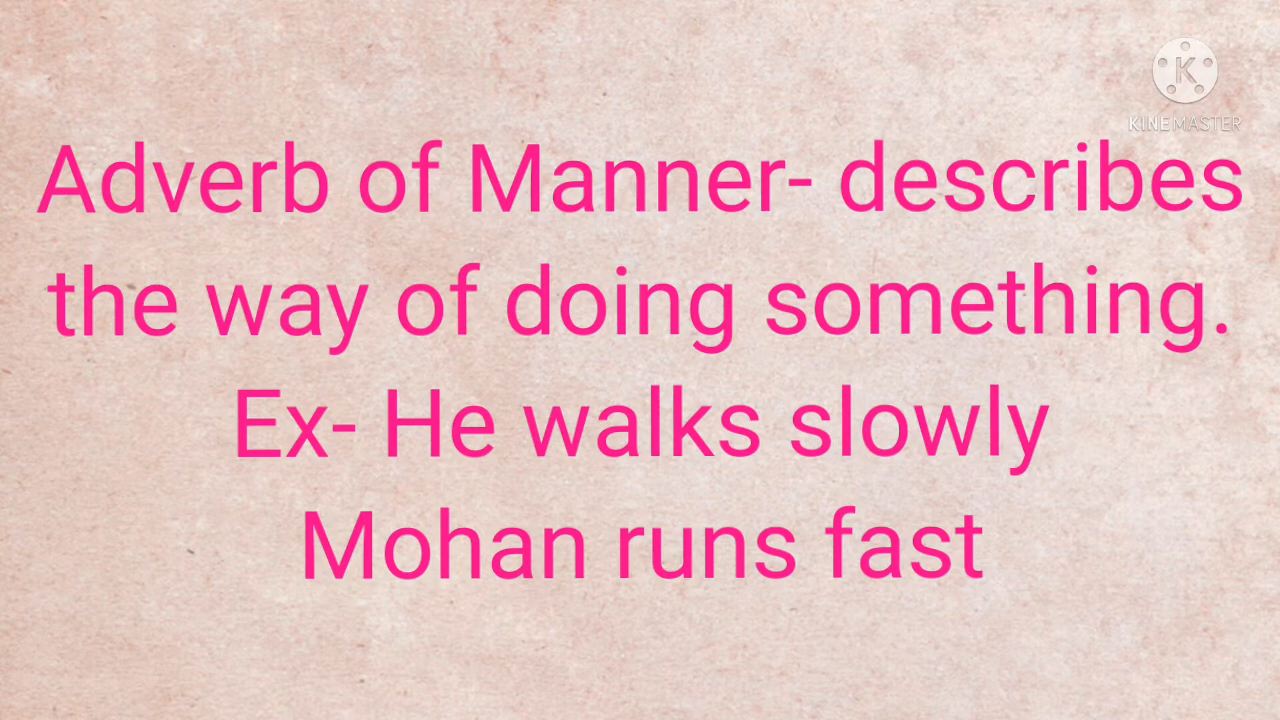 KINEMASTER
Adverb of Manner- describes
the way of doing something.
Ex- He walks slowly
Mohan runs fast